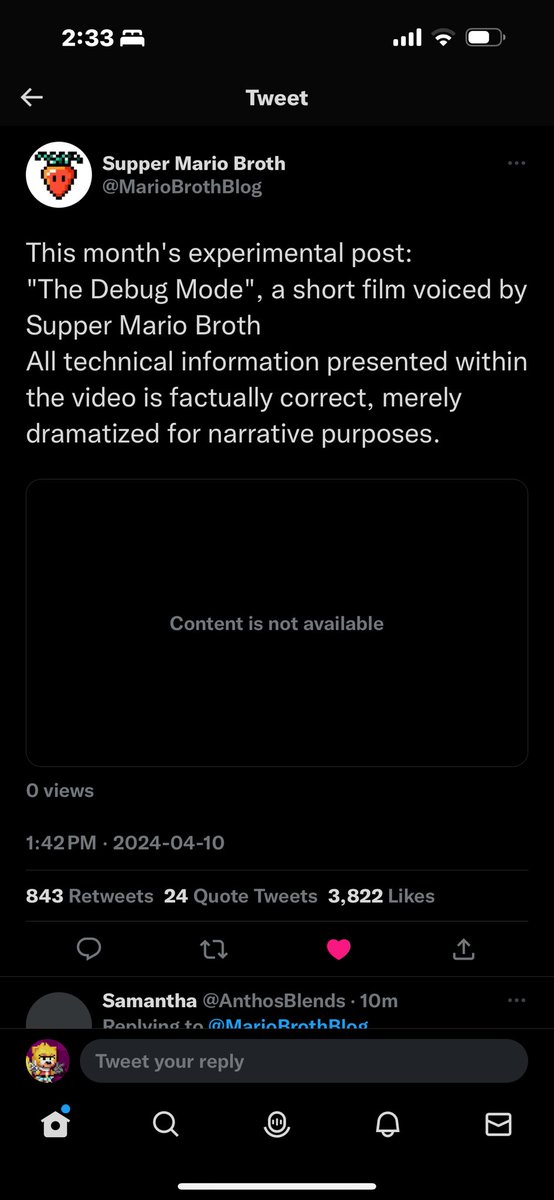 2:33
Tweet
Supper Mario Broth
@MarioBrothBlog
This month's experimental post:
"The Debug Mode", a short film voiced by
Supper Mario Broth
All technical information presented within
the video is factually correct, merely
dramatized for narrative purposes.
Content is not available
0 views
1:42 PM · 2024-04-10
843 Retweets 24 Quote Tweets 3,822 Likes
Samantha @AnthosBlends · 10m
Replying to @MarioBrothBlog
Tweet your reply